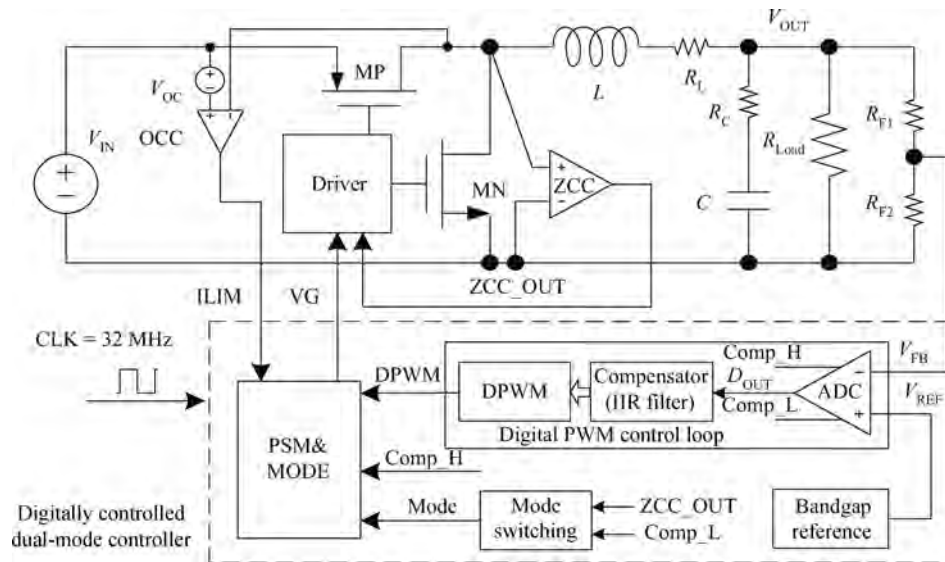 V_OUT
MP
V_OC
L
R_L
R_C
R_F1
V_IN
OCC
R_Load
Driver
MN
ZCC
C
R_F2
ZCC_OUT
ILIM
VG
CLK = 32 MHz
Comp_H
V_FB
DPWM
DPWM
Compensator
(IIR filter)
D_OUT
ADC
V_REF
Comp_L
Digital PWM control loop
PSM&
MODE
Comp_H
Mode
Mode
switching
ZCC_OUT
Comp_L
Bandgap
reference
Digitally controlled
dual-mode controller